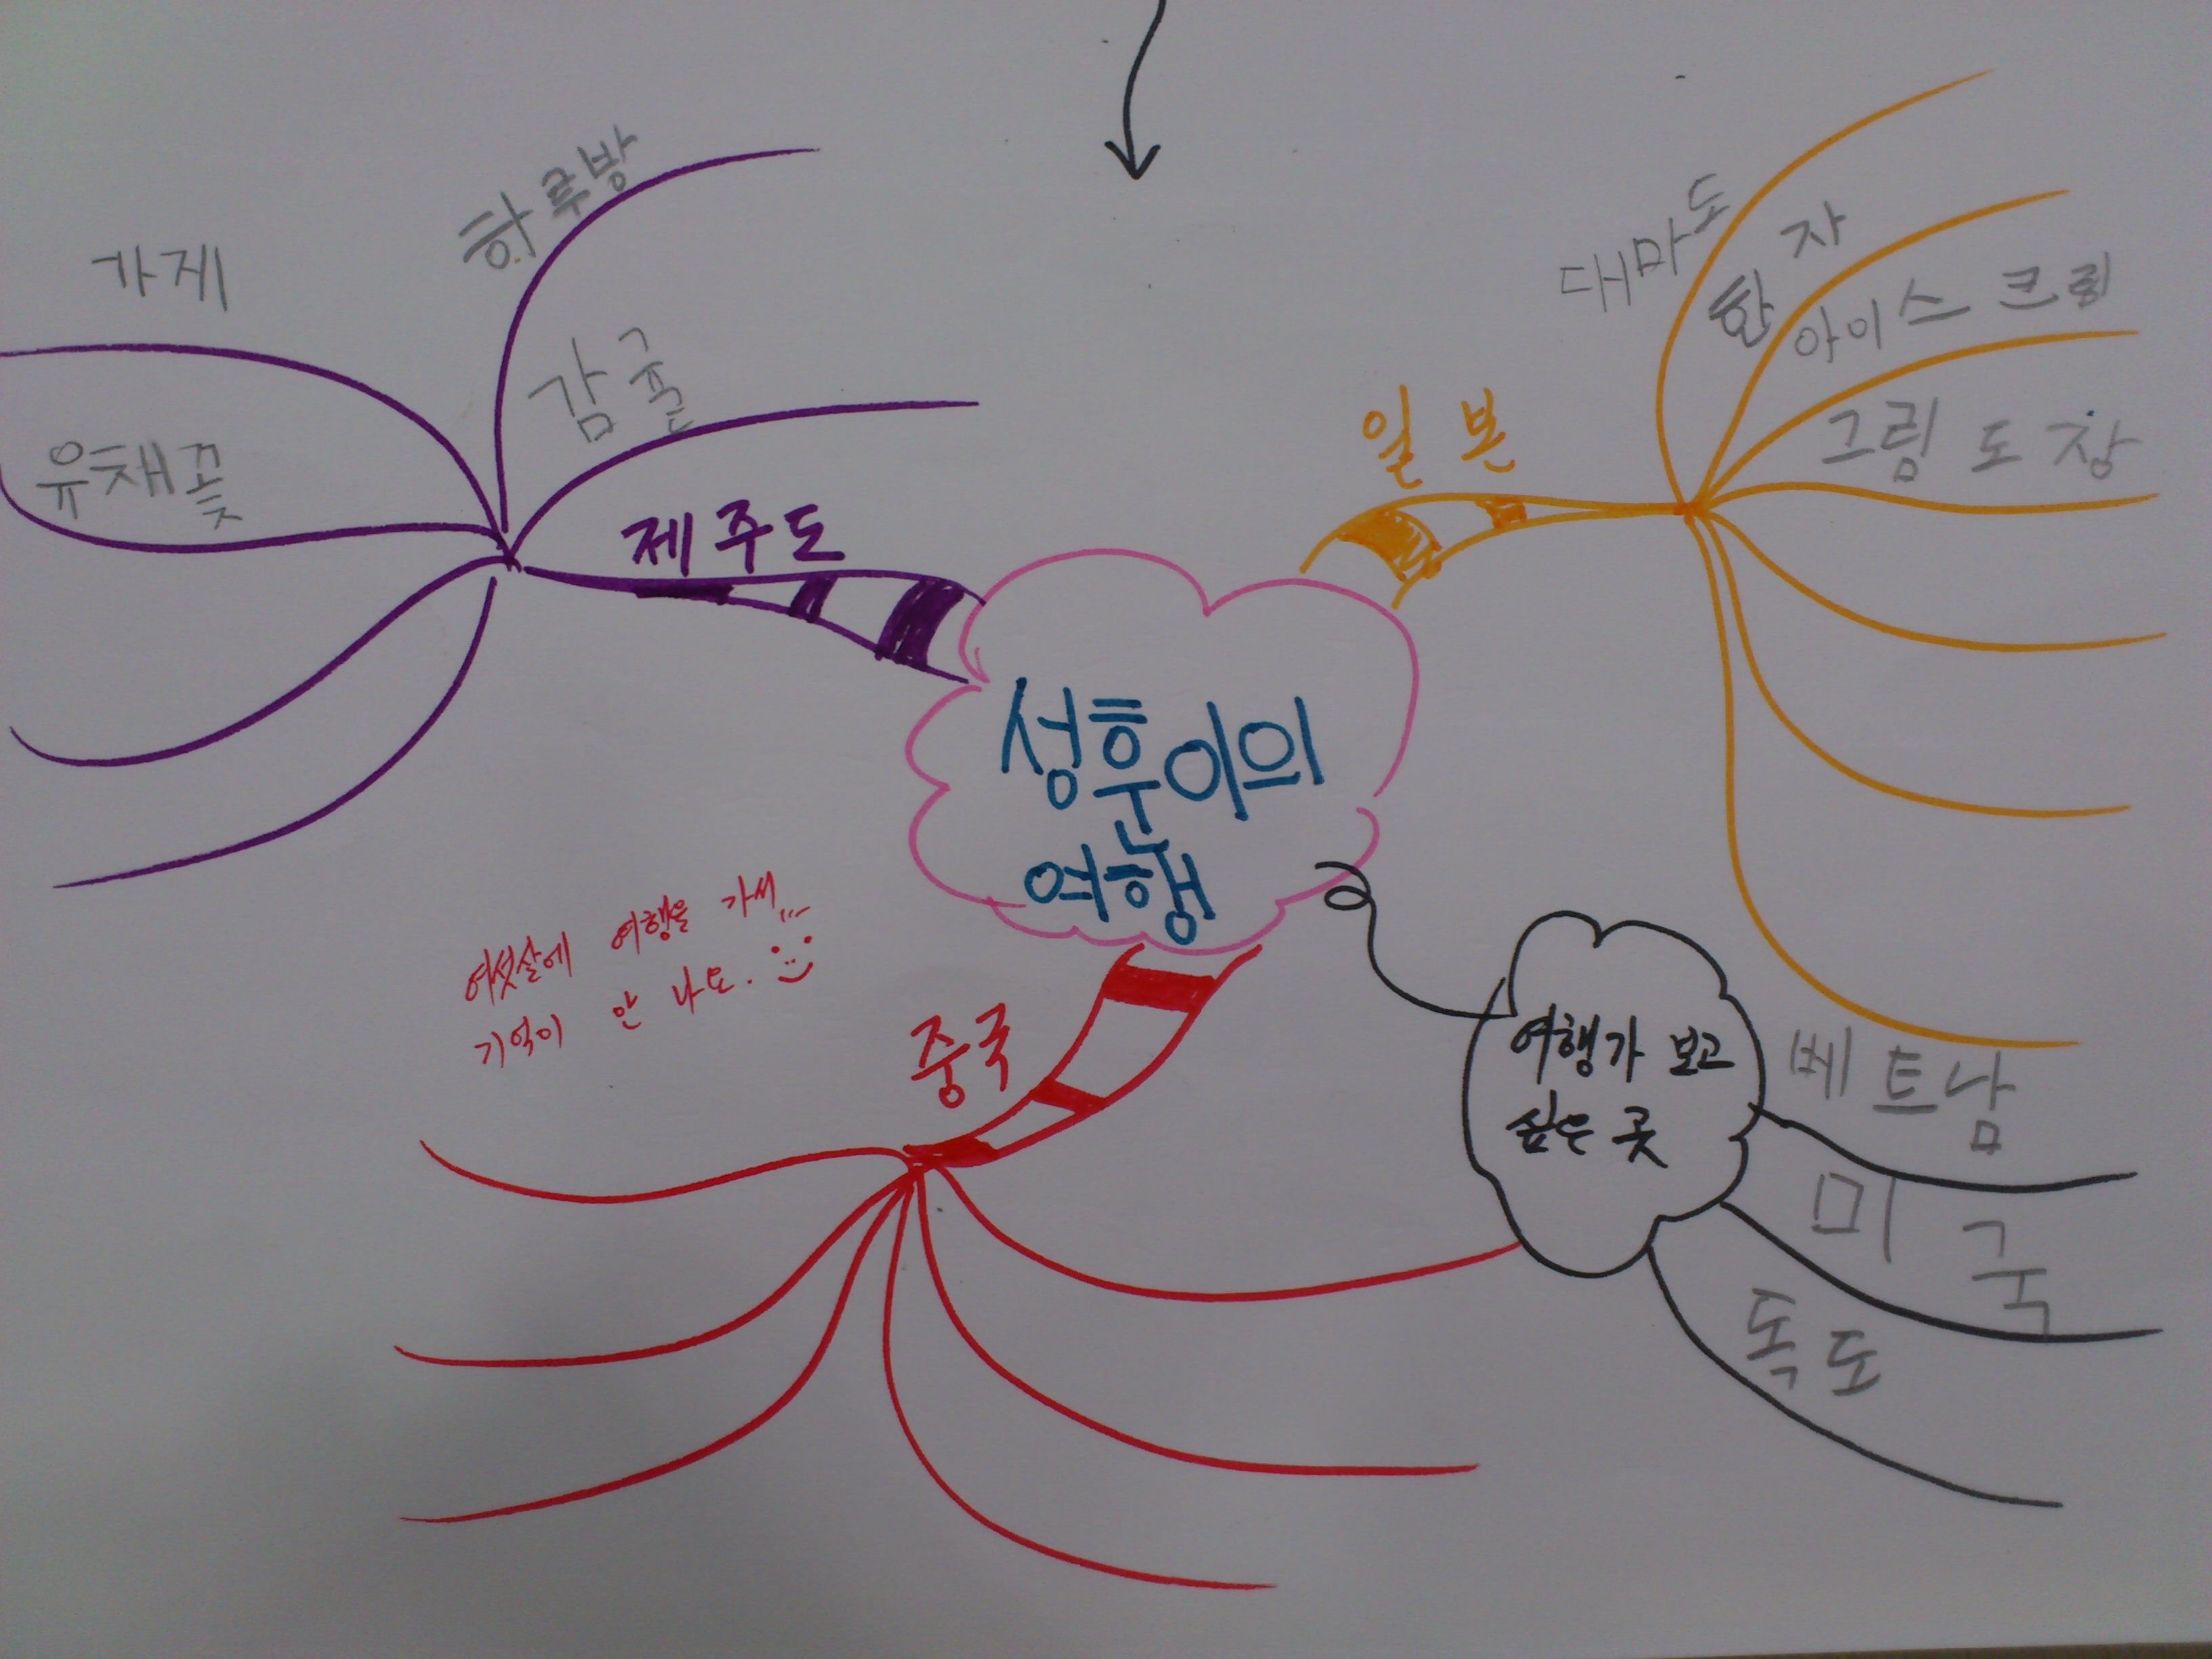 하루방
가제
감귤
유채꽃
제주도
대마도
한자
아이스크림
그림도장
일본
성훈이의
여행
여섯살에 여행을 가서...
기억이 안 나요.
중국
여행가 보고
싶은 곳
베트남
미국
독도